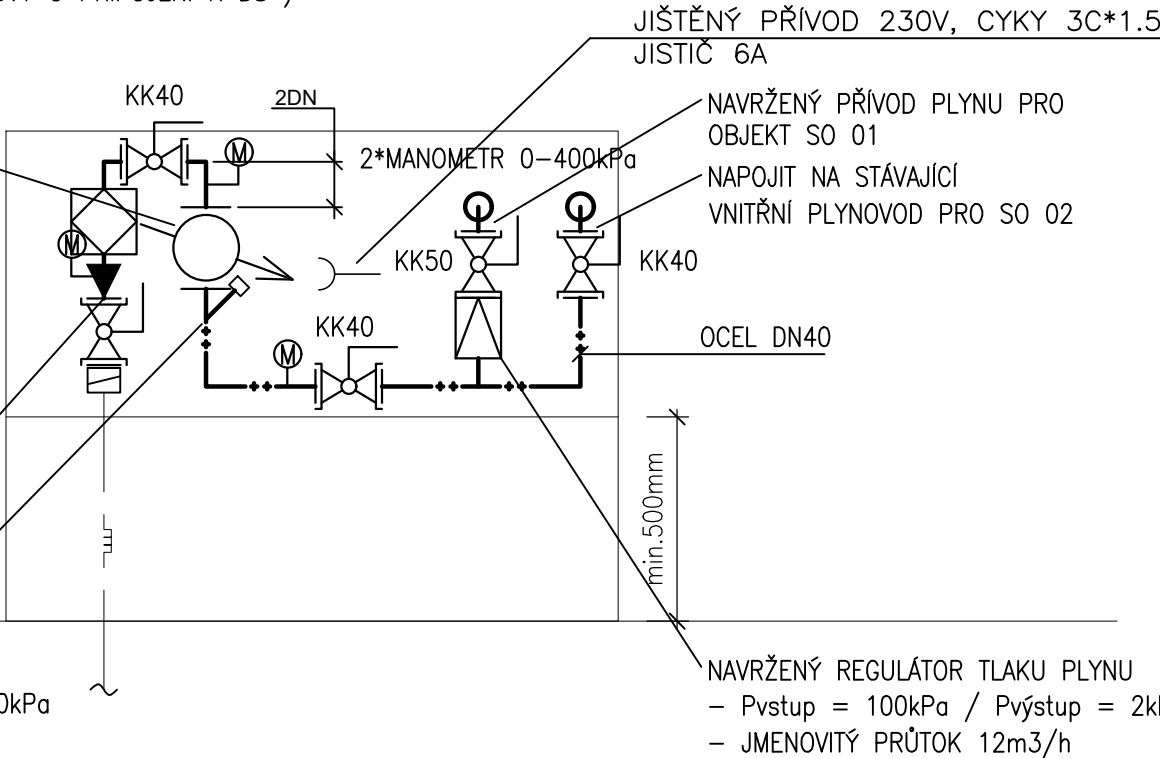 JIŠTĚNÝ PŘÍVOD 230V, CYKY 3C*1.5
JISTIČ 6A
KK40
2DN
NAVRŽENÝ PŘÍVOD PLYNU PRO
OBJEKT SO 01
M
2*MANOMETR 0-400kPa
NAPOJIT NA STÁVAJÍCÍ
VNITŘNÍ PLYNOVOD PRO SO 02
M
KK50
KK40
KK40
OCEL DN40
M
min.500mm
NAVRŽENÝ REGULÁTOR TLAKU PLYNU
0kPa
– Pvstup = 100kPa / Pvýstup = 2k
– JMENOVITÝ PRŮTOK 12m3/h